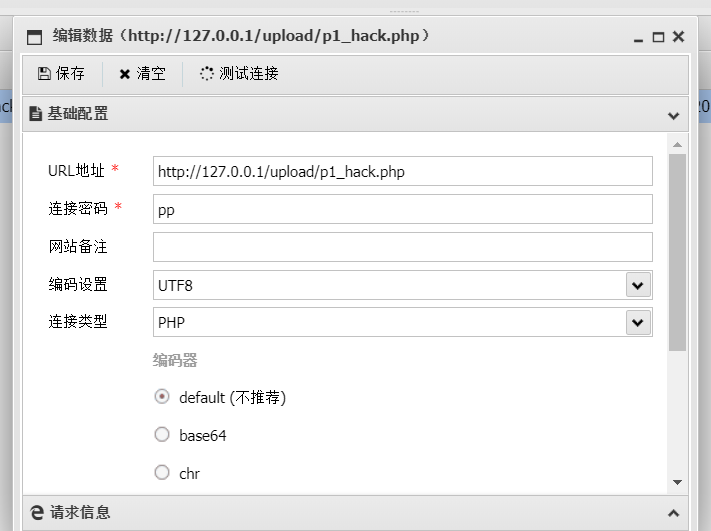 编辑数据（http://127.0.0.1/upload/p1_hack.php）
保存 清空 测试连接
基础配置
URL地址 * http://127.0.0.1/upload/p1_hack.php
连接密码 * pp
网站备注
编码设置 UTF8
连接类型 PHP
编码器
default (不推荐)
base64
chr
请求信息